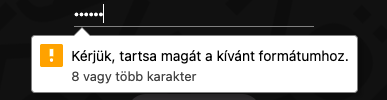 ••••••
Kérjük, tartsa magát a kívánt formátumhoz.
8 vagy több karakter